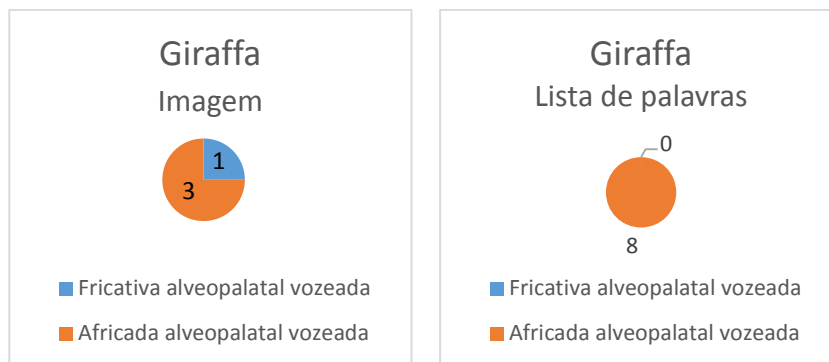 Giraffa
Imagem
1
3
Fricativa alveopalatal vozeada
Africada alveopalatal vozeada
Giraffa
Lista de palavras
0
8
Fricativa alveopalatal vozeada
Africada alveopalatal vozeada